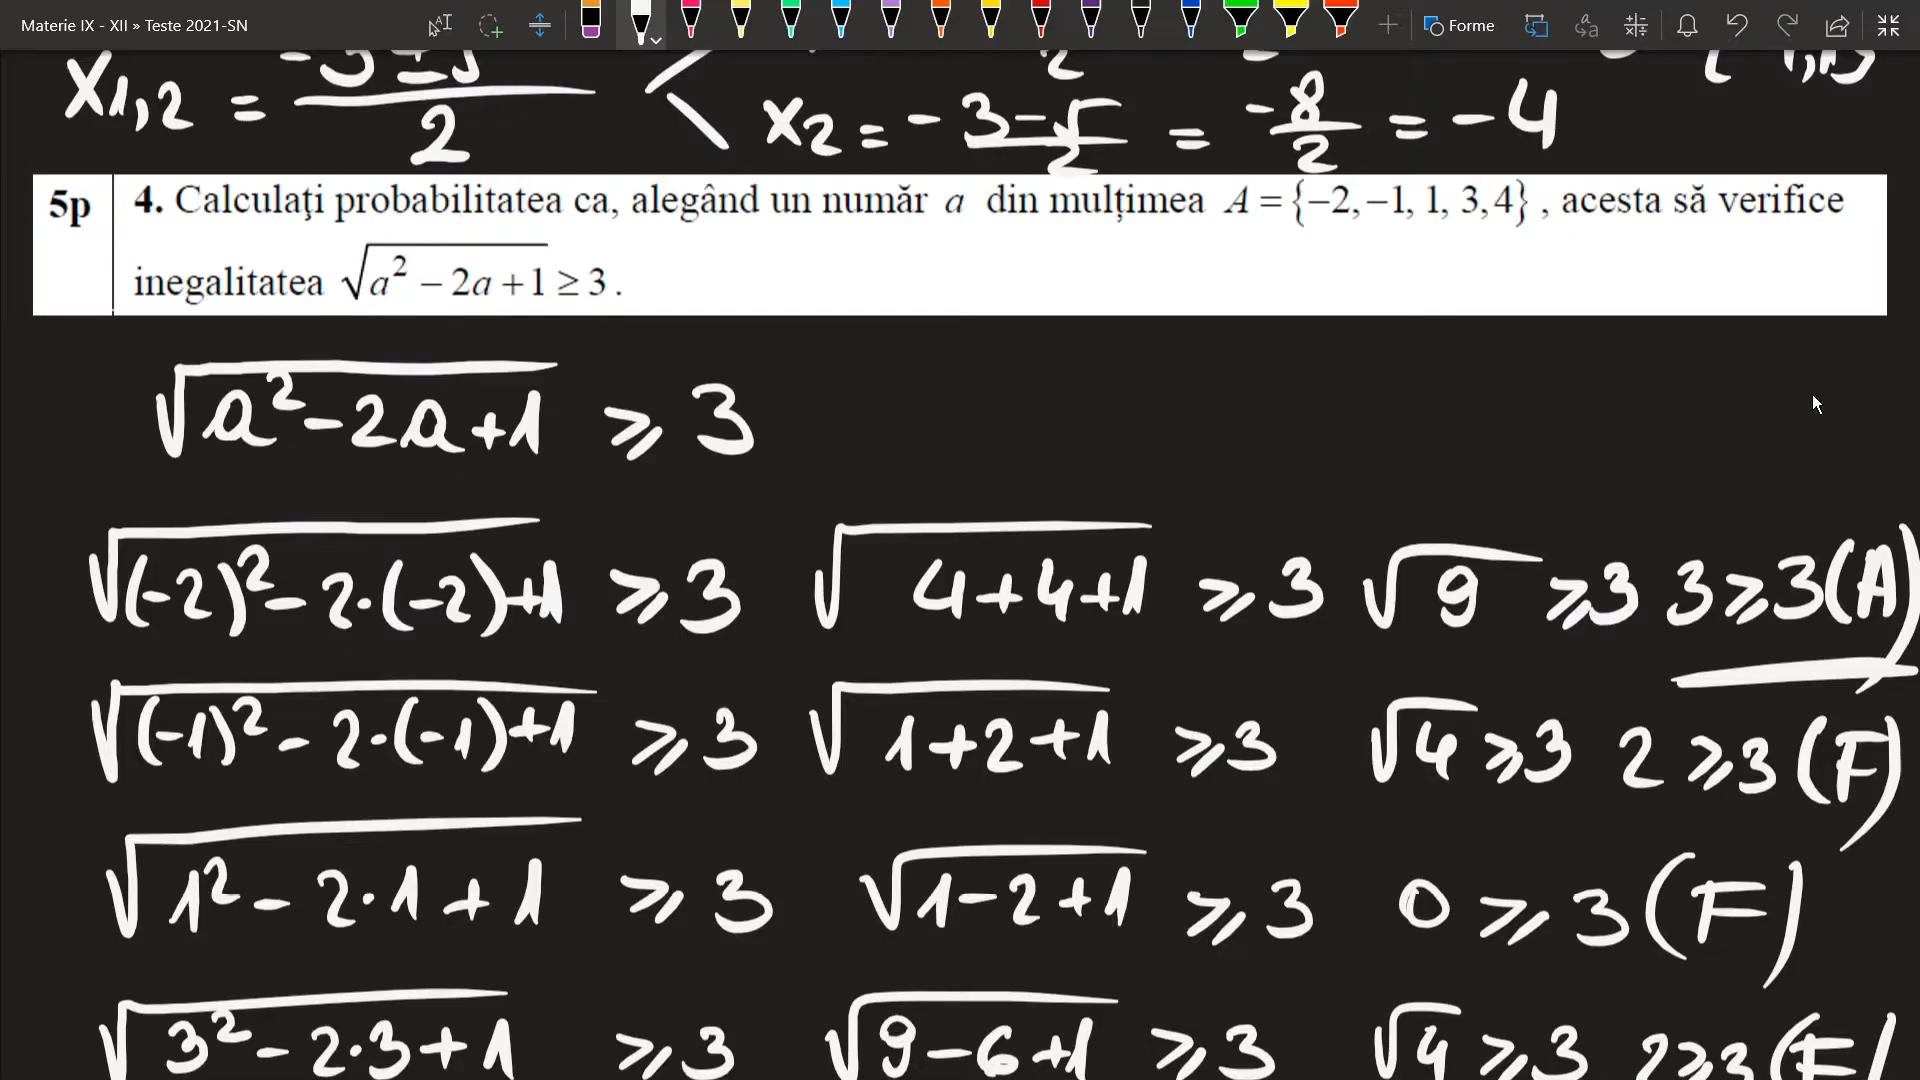 Materie IX - XII » Teste 2021-SN
Forme
x1,2 = -3±5/2 < x2 = -3-5/2 = -8/2 = -4
5p 4. Calculaţi probabilitatea ca, alegând un număr a din mulțimea A = {−2, −1, 1, 3, 4}, acesta să verifice
inegalitatea √(a² − 2a + 1) ≥ 3.
√(a²-2a+1) ≥ 3
√((-2)²-2·(-2)+1) ≥ 3 √(4+4+1) ≥ 3 √9 ≥ 3 3 ≥ 3 (A)
√((-1)²-2·(-1)+1) ≥ 3 √(1+2+1) ≥ 3 √4 ≥ 3 2 ≥ 3 (F)
√(1²-2·1+1) ≥ 3 √(1-2+1) ≥ 3 0 ≥ 3 (F)
√(3²-2·3+1) ≥ 3 √(9-6+1) ≥ 3 √4 ≥ 3 2 ≥ 3 (F)